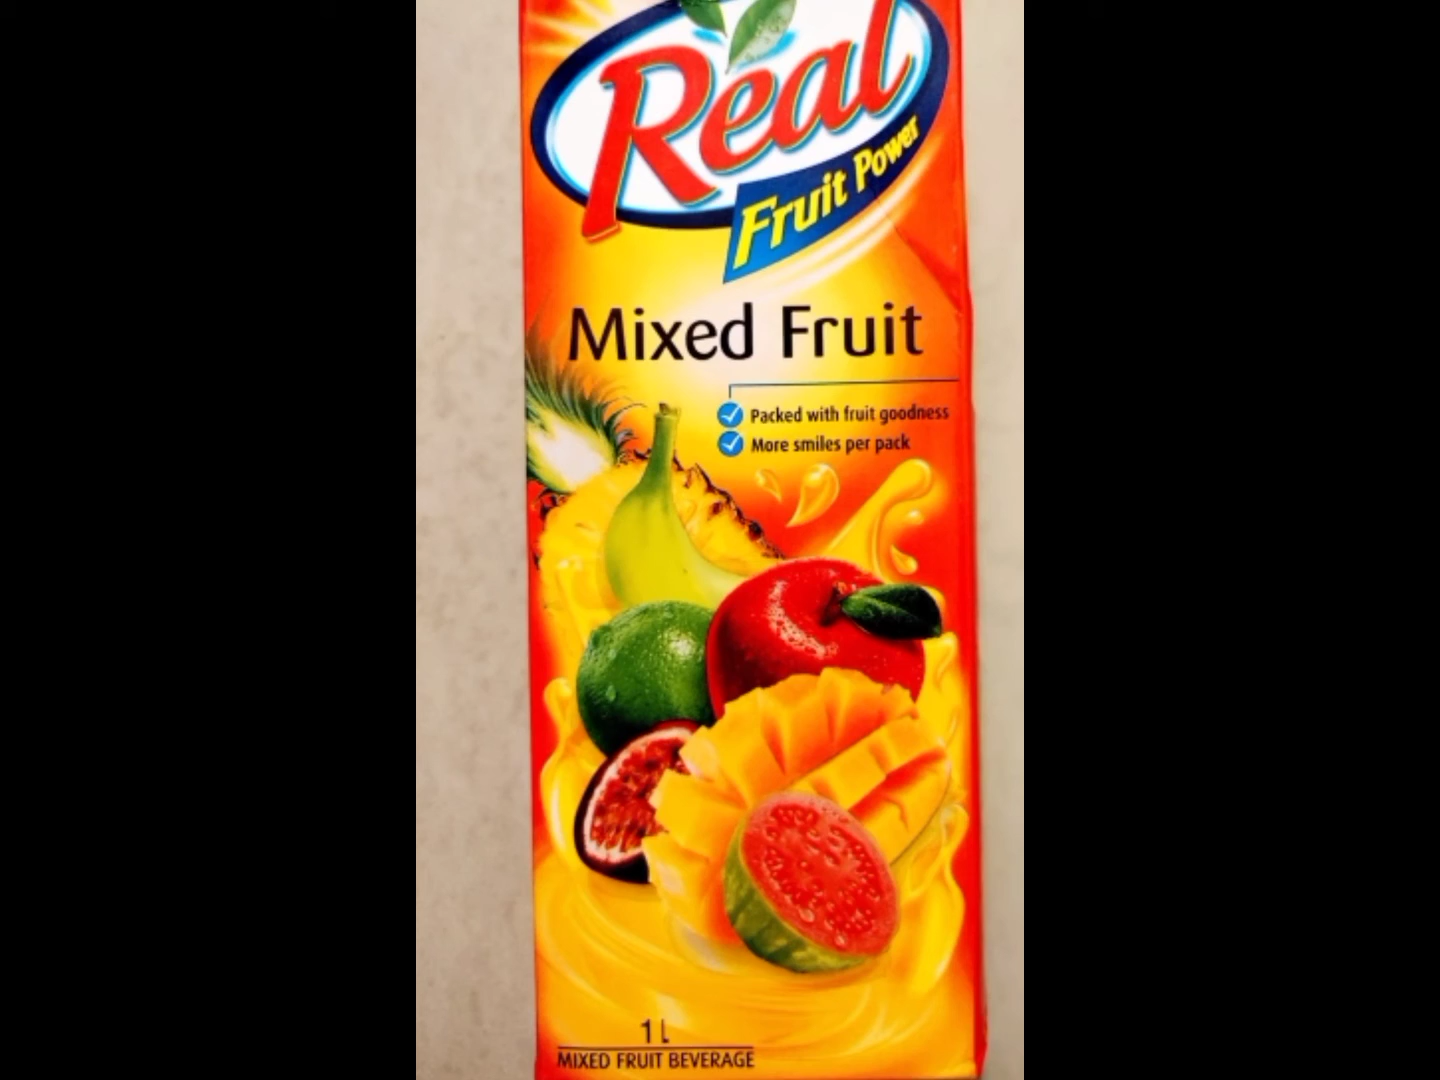 Real
Fruit Power
Mixed Fruit
Packed with fruit goodness
More smiles per pack
1 L
MIXED FRUIT BEVERAGE